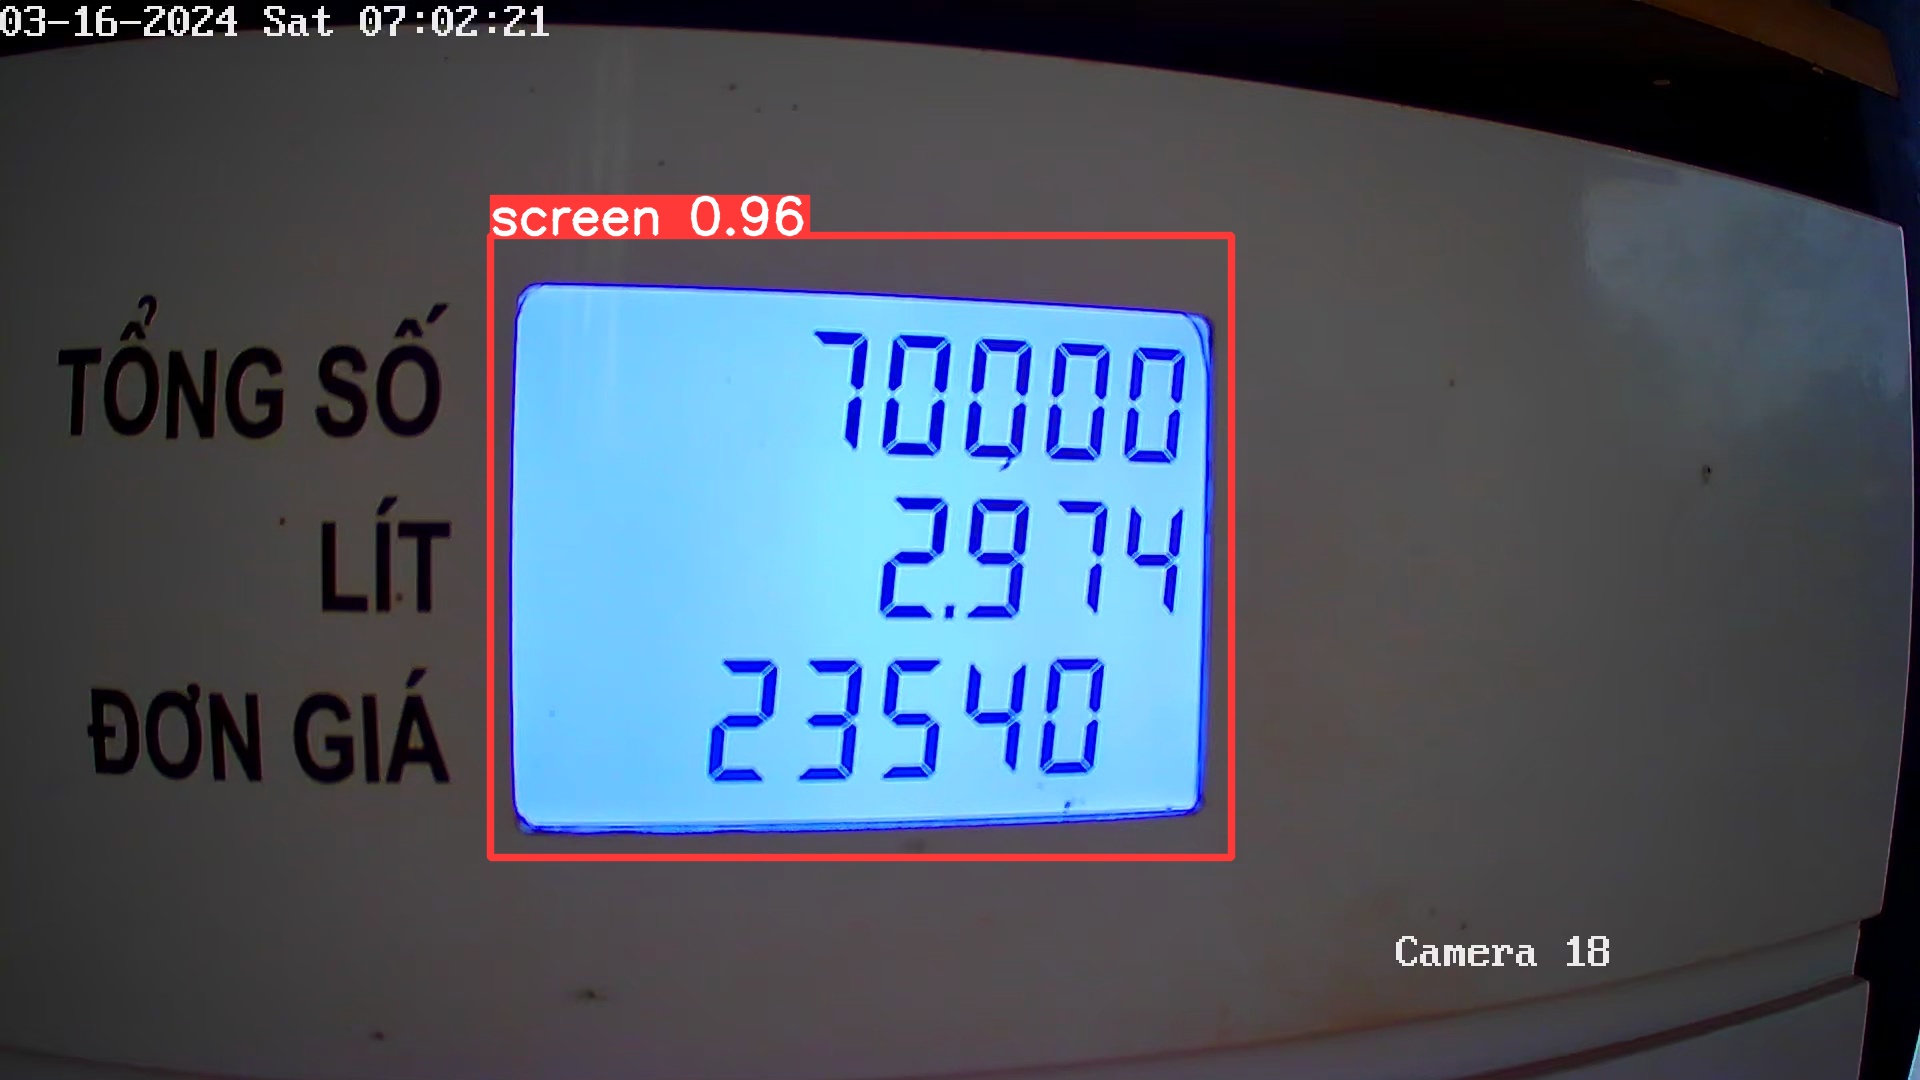 03-16-2024 Sat 07:02:21
screen 0.96
TỔNG SỐ 70000
LÍT 2.974
ĐƠN GIÁ 23540
Camera 18